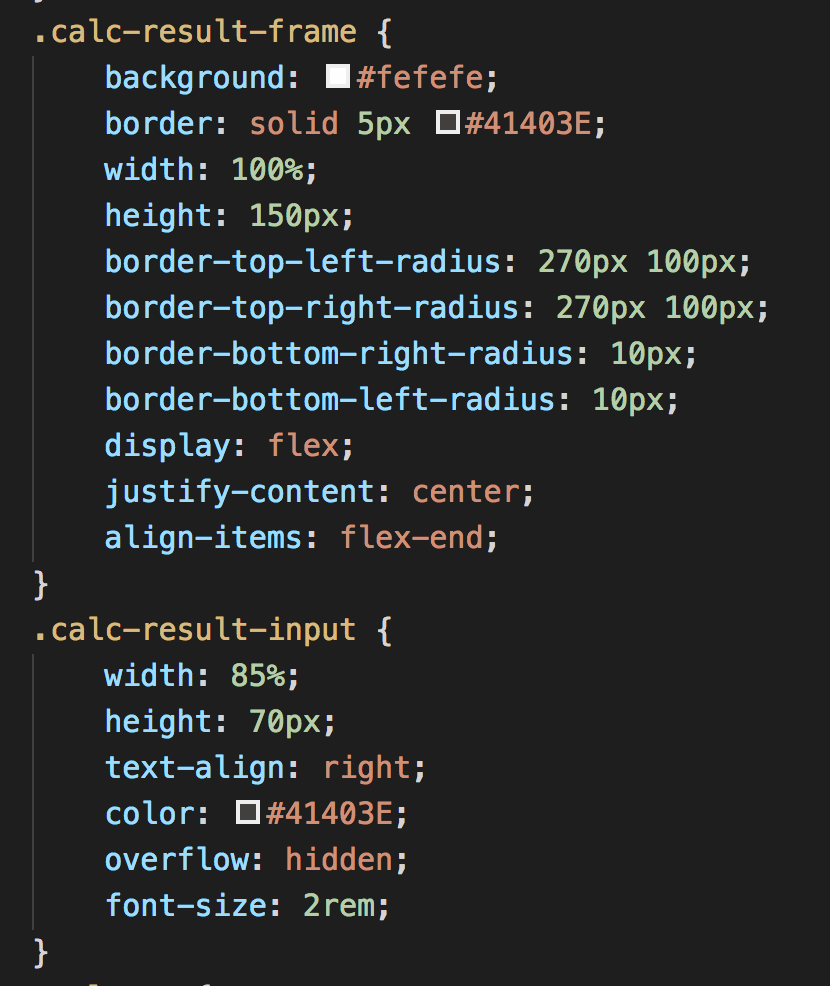 .calc-result-frame {
background: #fefefe;
border: solid 5px #41403E;
width: 100%;
height: 150px;
border-top-left-radius: 270px 100px;
border-top-right-radius: 270px 100px;
border-bottom-right-radius: 10px;
border-bottom-left-radius: 10px;
display: flex;
justify-content: center;
align-items: flex-end;
}
.calc-result-input {
width: 85%;
height: 70px;
text-align: right;
color: #41403E;
overflow: hidden;
font-size: 2rem;
}